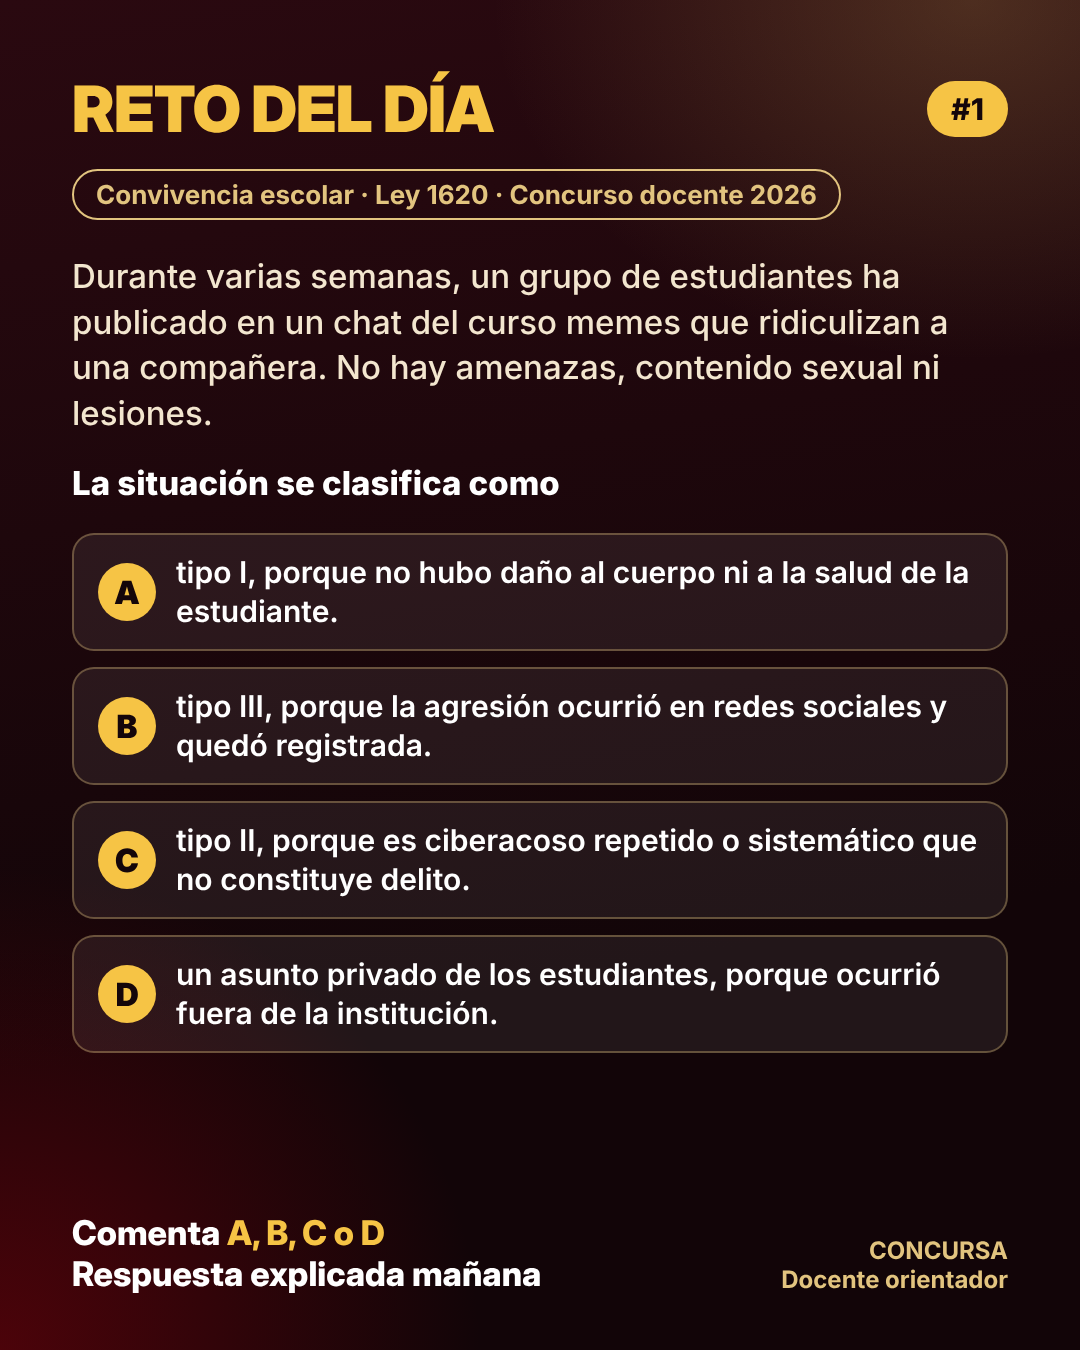 RETO DEL DÍA
#1
Convivencia escolar · Ley 1620 · Concurso docente 2026
Durante varias semanas, un grupo de estudiantes ha
publicado en un chat del curso memes que ridiculizan a
una compañera. No hay amenazas, contenido sexual ni
lesiones.
La situación se clasifica como
A
tipo I, porque no hubo daño al cuerpo ni a la salud de la
estudiante.
B
tipo III, porque la agresión ocurrió en redes sociales y
quedó registrada.
C
tipo II, porque es ciberacoso repetido o sistemático que
no constituye delito.
D
un asunto privado de los estudiantes, porque ocurrió
fuera de la institución.
Comenta A, B, C o D
Respuesta explicada mañana
CONCURSA
Docente orientador